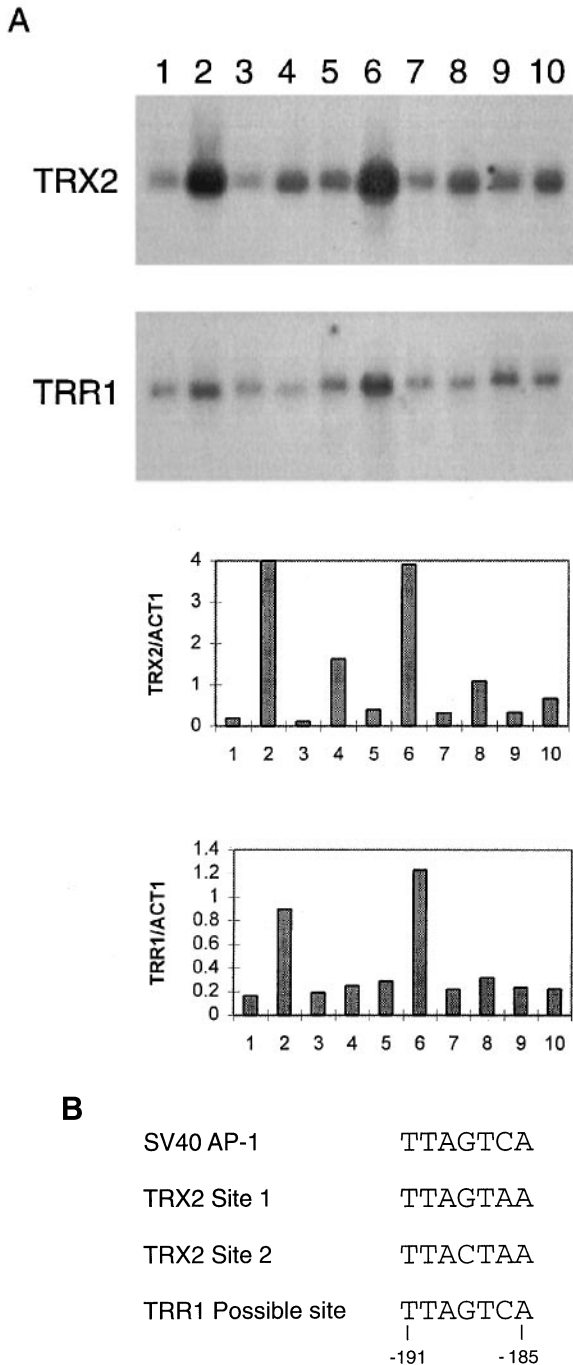 A
1 2 3 4 5 6 7 8 9 10
TRX2
TRR1
4
3
2
1
0
TRX2/ACT1
1 2 3 4 5 6 7 8 9 10
1.4
1.2
1
0.8
0.6
0.4
0.2
0
TRR1/ACT1
1 2 3 4 5 6 7 8 9 10
B
SV40 AP-1 TTAGTCA
TRX2 Site 1 TTAGTAA
TRX2 Site 2 TTACTAA
TRR1 Possible site TTAGTCA
-191 -185